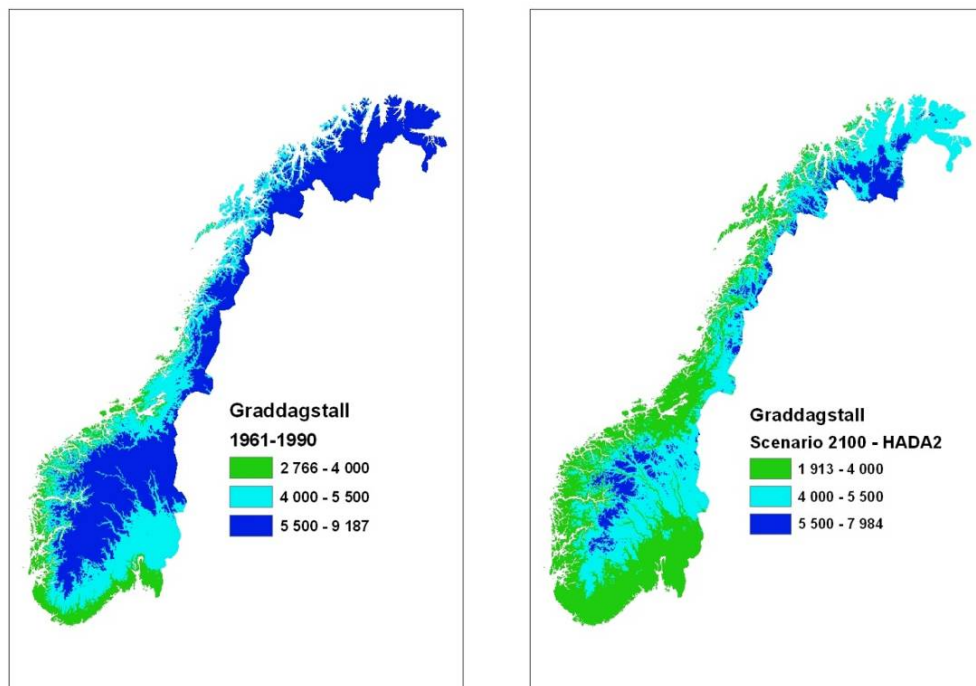 Graddagstall
1961-1990
2 766 - 4 000
4 000 - 5 500
5 500 - 9 187
Graddagstall
Scenario 2100 - HADA2
1 913 - 4 000
4 000 - 5 500
5 500 - 7 984